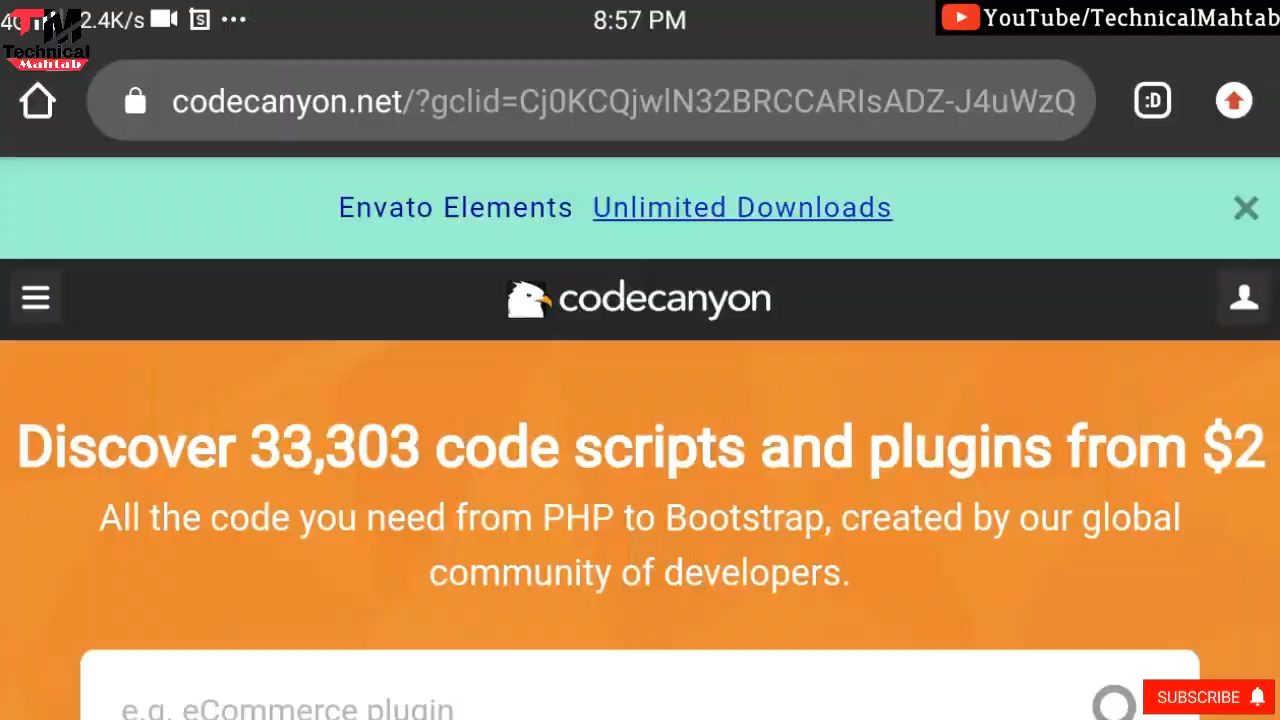 4G 2.4K/s S ... 8:57 PM YouTube/TechnicalMahtab
TM
Technical
Mahtab
codecanyon.net/?gclid=Cj0KCQjwlN32BRCCARIsADZ-J4uWzQ :D
Envato Elements Unlimited Downloads
codecanyon
Discover 33,303 code scripts and plugins from $2
All the code you need from PHP to Bootstrap, created by our global
community of developers.
e.g. eCommerce plugin
SUBSCRIBE